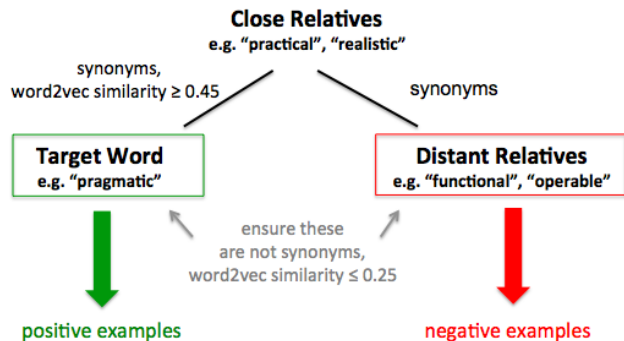 Close Relatives
e.g. “practical”, “realistic”
synonyms,
word2vec similarity ≥ 0.45
synonyms
Target Word
e.g. “pragmatic”
Distant Relatives
e.g. “functional”, “operable”
ensure these
are not synonyms,
word2vec similarity ≤ 0.25
positive examples
negative examples